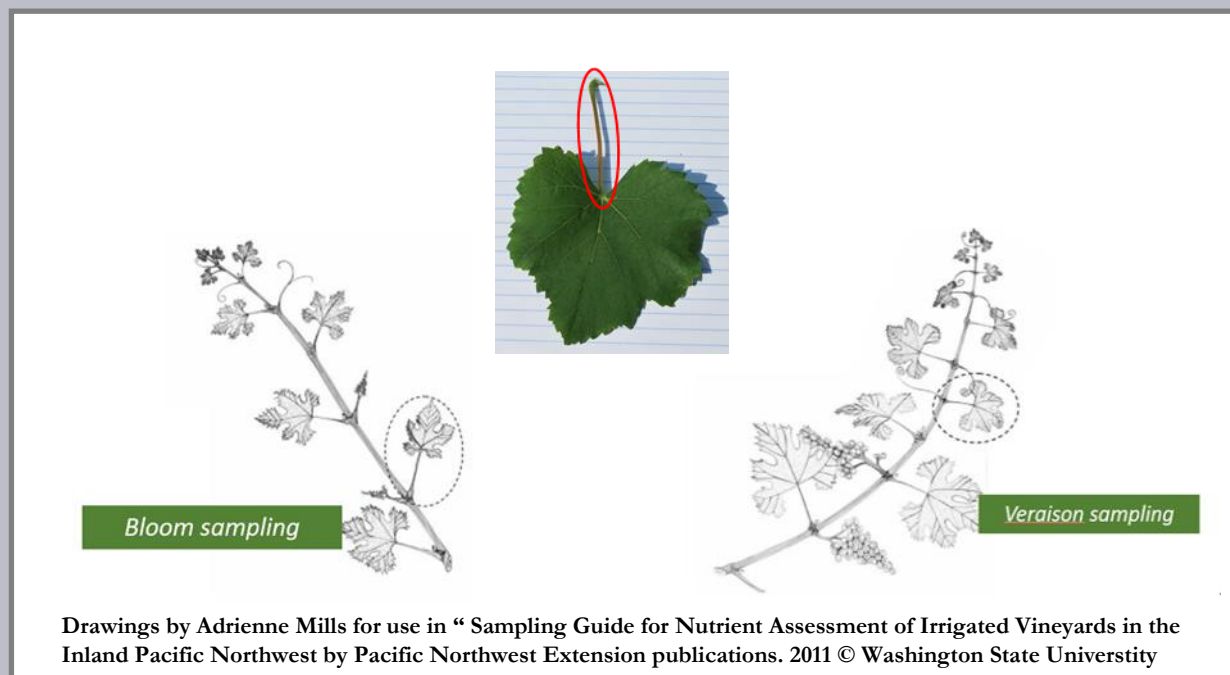 Bloom sampling
Veraison sampling
Drawings by Adrienne Mills for use in “ Sampling Guide for Nutrient Assessment of Irrigated Vineyards in the
Inland Pacific Northwest by Pacific Northwest Extension publications. 2011 © Washington State Universtity